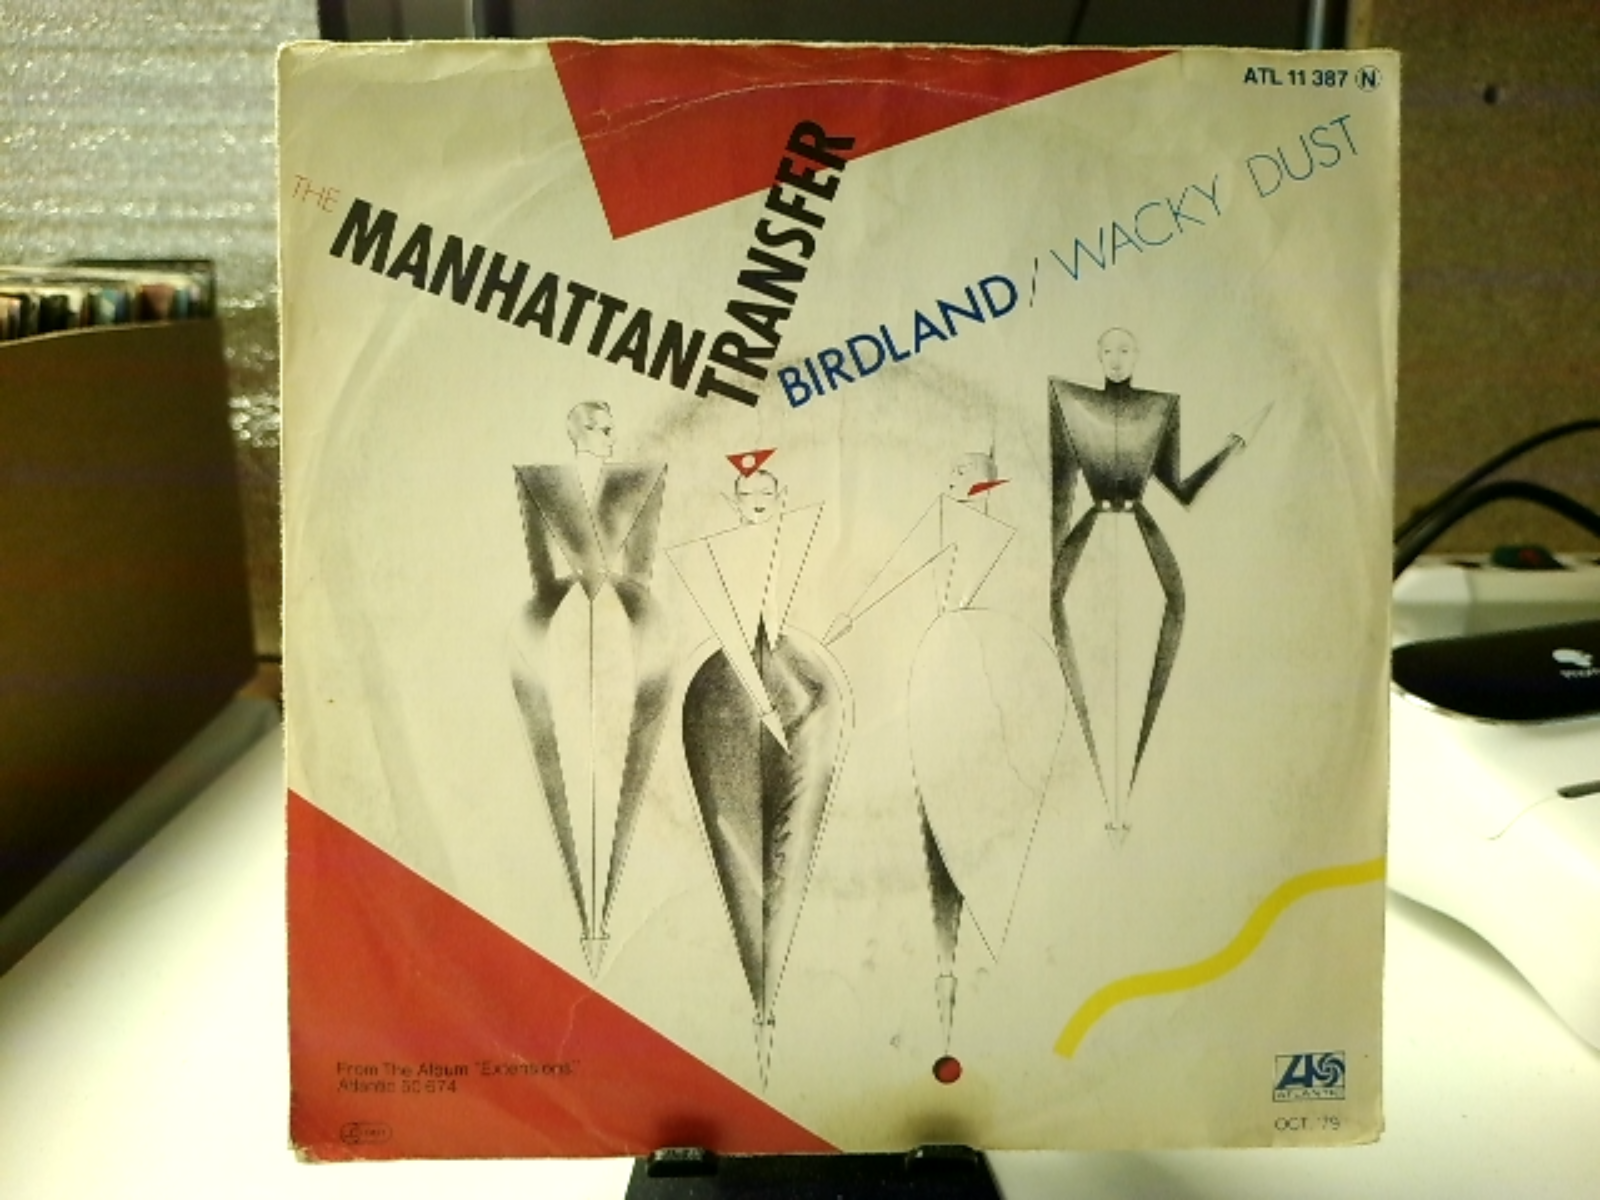 ATL 11 387 N
THE MANHATTAN TRANSFER
BIRDLAND / WACKY DUST
From The Album "Extensions"
Atlantic 50 674
ATLANTIC
OCT. '79